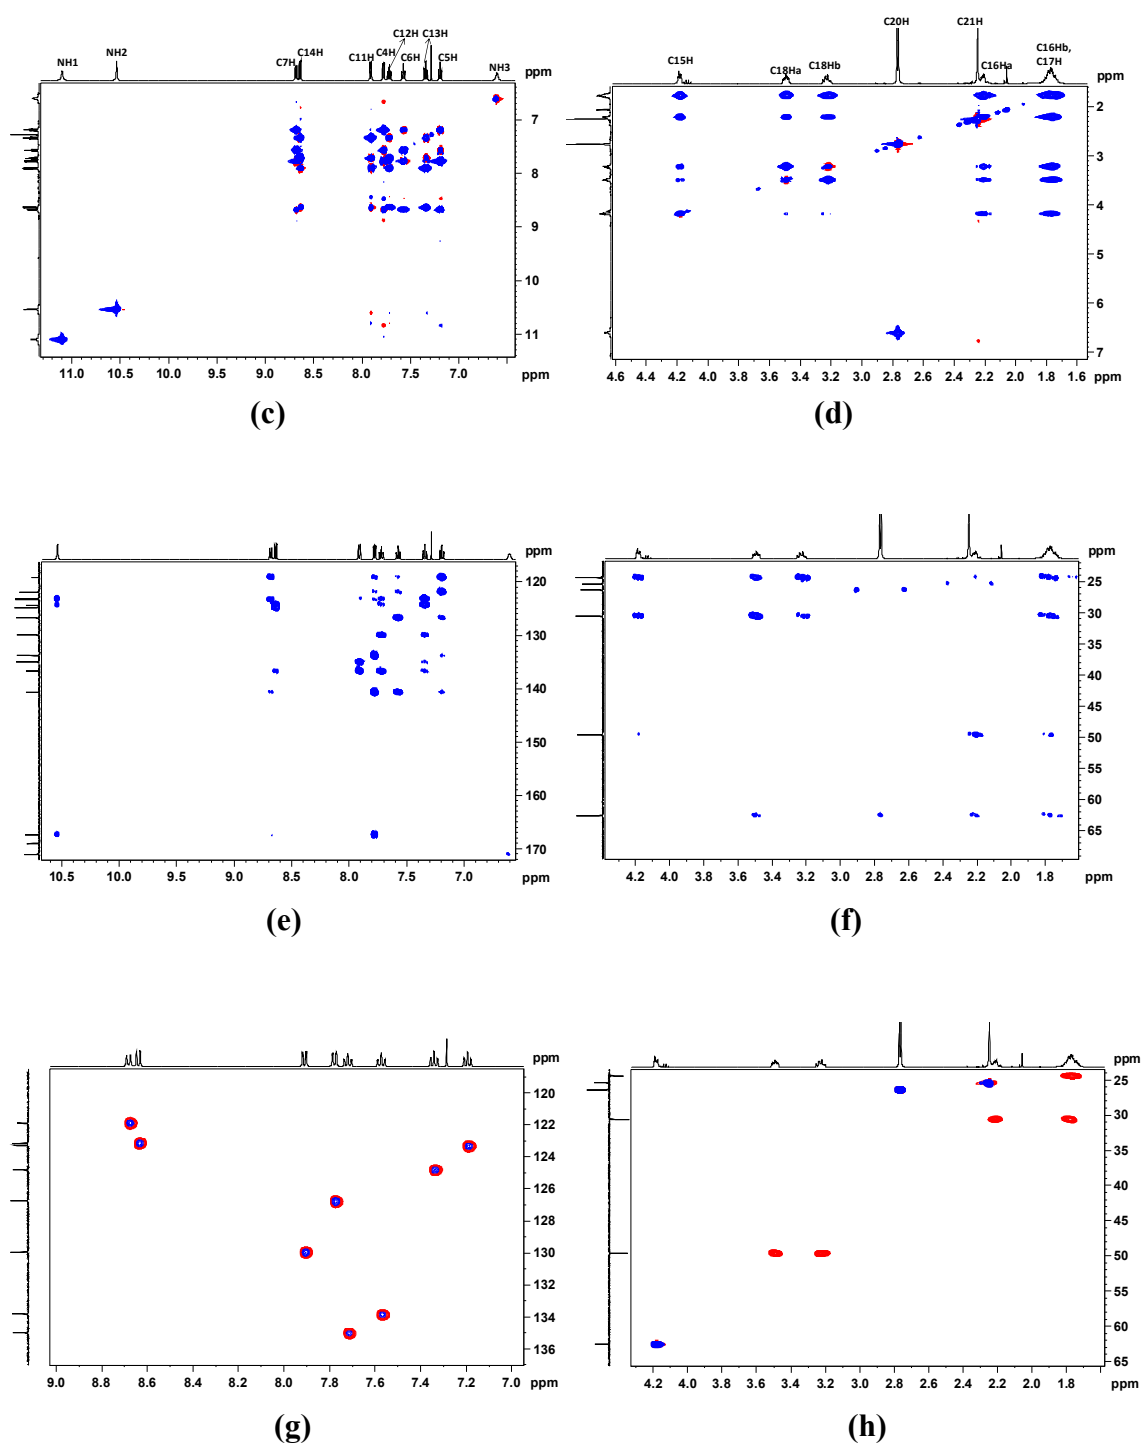 C12H
C7H C14H C11H C4H C13H C6H C5H
NH1 NH2 NH3
ppm
7
8
9
10
11
11.0 10.5 10.0 9.5 9.0 8.5 8.0 7.5 7.0 ppm
(c)
C20H C21H C16Hb,
C15H C18Ha C18Hb C16Ha C17H
ppm
2
3
4
5
6
7
4.6 4.4 4.2 4.0 3.8 3.6 3.4 3.2 3.0 2.8 2.6 2.4 2.2 2.0 1.8 1.6 ppm
(d)
ppm
120
130
140
150
160
170
10.5 10.0 9.5 9.0 8.5 8.0 7.5 7.0 ppm
(e)
ppm
25
30
35
40
45
50
55
60
65
4.2 4.0 3.8 3.6 3.4 3.2 3.0 2.8 2.6 2.4 2.2 2.0 1.8 ppm
(f)
ppm
120
122
124
126
128
130
132
134
136
9.0 8.8 8.6 8.4 8.2 8.0 7.8 7.6 7.4 7.2 7.0 ppm
(g)
ppm
25
30
35
40
45
50
55
60
65
4.2 4.0 3.8 3.6 3.4 3.2 3.0 2.8 2.6 2.4 2.2 2.0 1.8 ppm
(h)